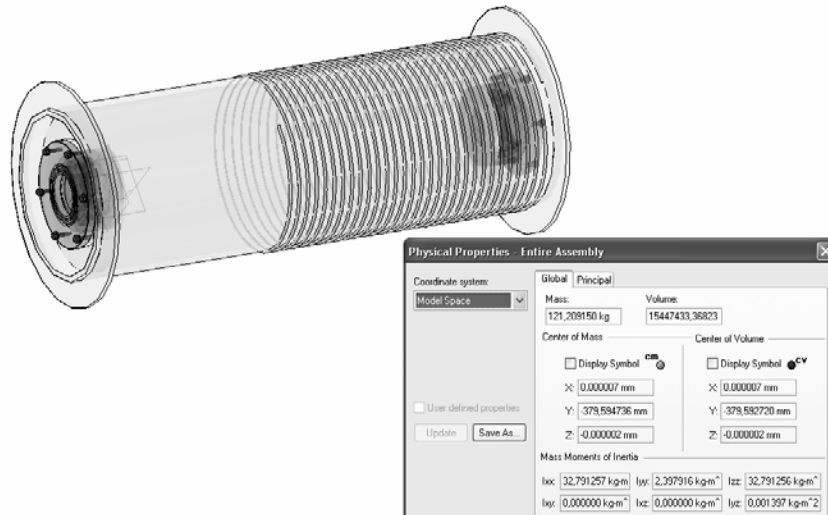 Physical Properties - Entire Assembly
Coordinate system:
Model Space
Global Principal
Mass: Volume:
121,209150 kg 15447433,36823
Center of Mass Center of Volume
Display Symbol cm Display Symbol cv
X: 0,000007 mm X: 0,000007 mm
Y: -379,594736 mm Y: -379,592720 mm
Z: -0,000002 mm Z: -0,000002 mm
User defined properties
Update Save As...
Mass Moments of Inertia
Ixx: 32,791257 kg-m Iyy: 2,397916 kg-m^ Izz: 32,791256 kg-m^
Ixy: 0,000000 kg-m^ Ixz: 0,000000 kg-m^ Iyz: 0,001397 kg-m^2